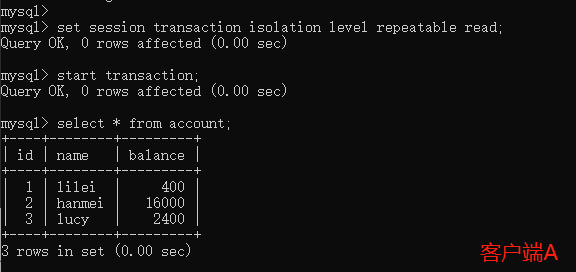 mysql>
mysql> set session transaction isolation level repeatable read;
Query OK, 0 rows affected (0.00 sec)
mysql> start transaction;
Query OK, 0 rows affected (0.00 sec)
mysql> select * from account;
+----+--------+---------+
| id | name   | balance |
+----+--------+---------+
|  1 | lilei  |     400 |
|  2 | hanmei |   16000 |
|  3 | lucy   |    2400 |
+----+--------+---------+
3 rows in set (0.00 sec)
客户端A